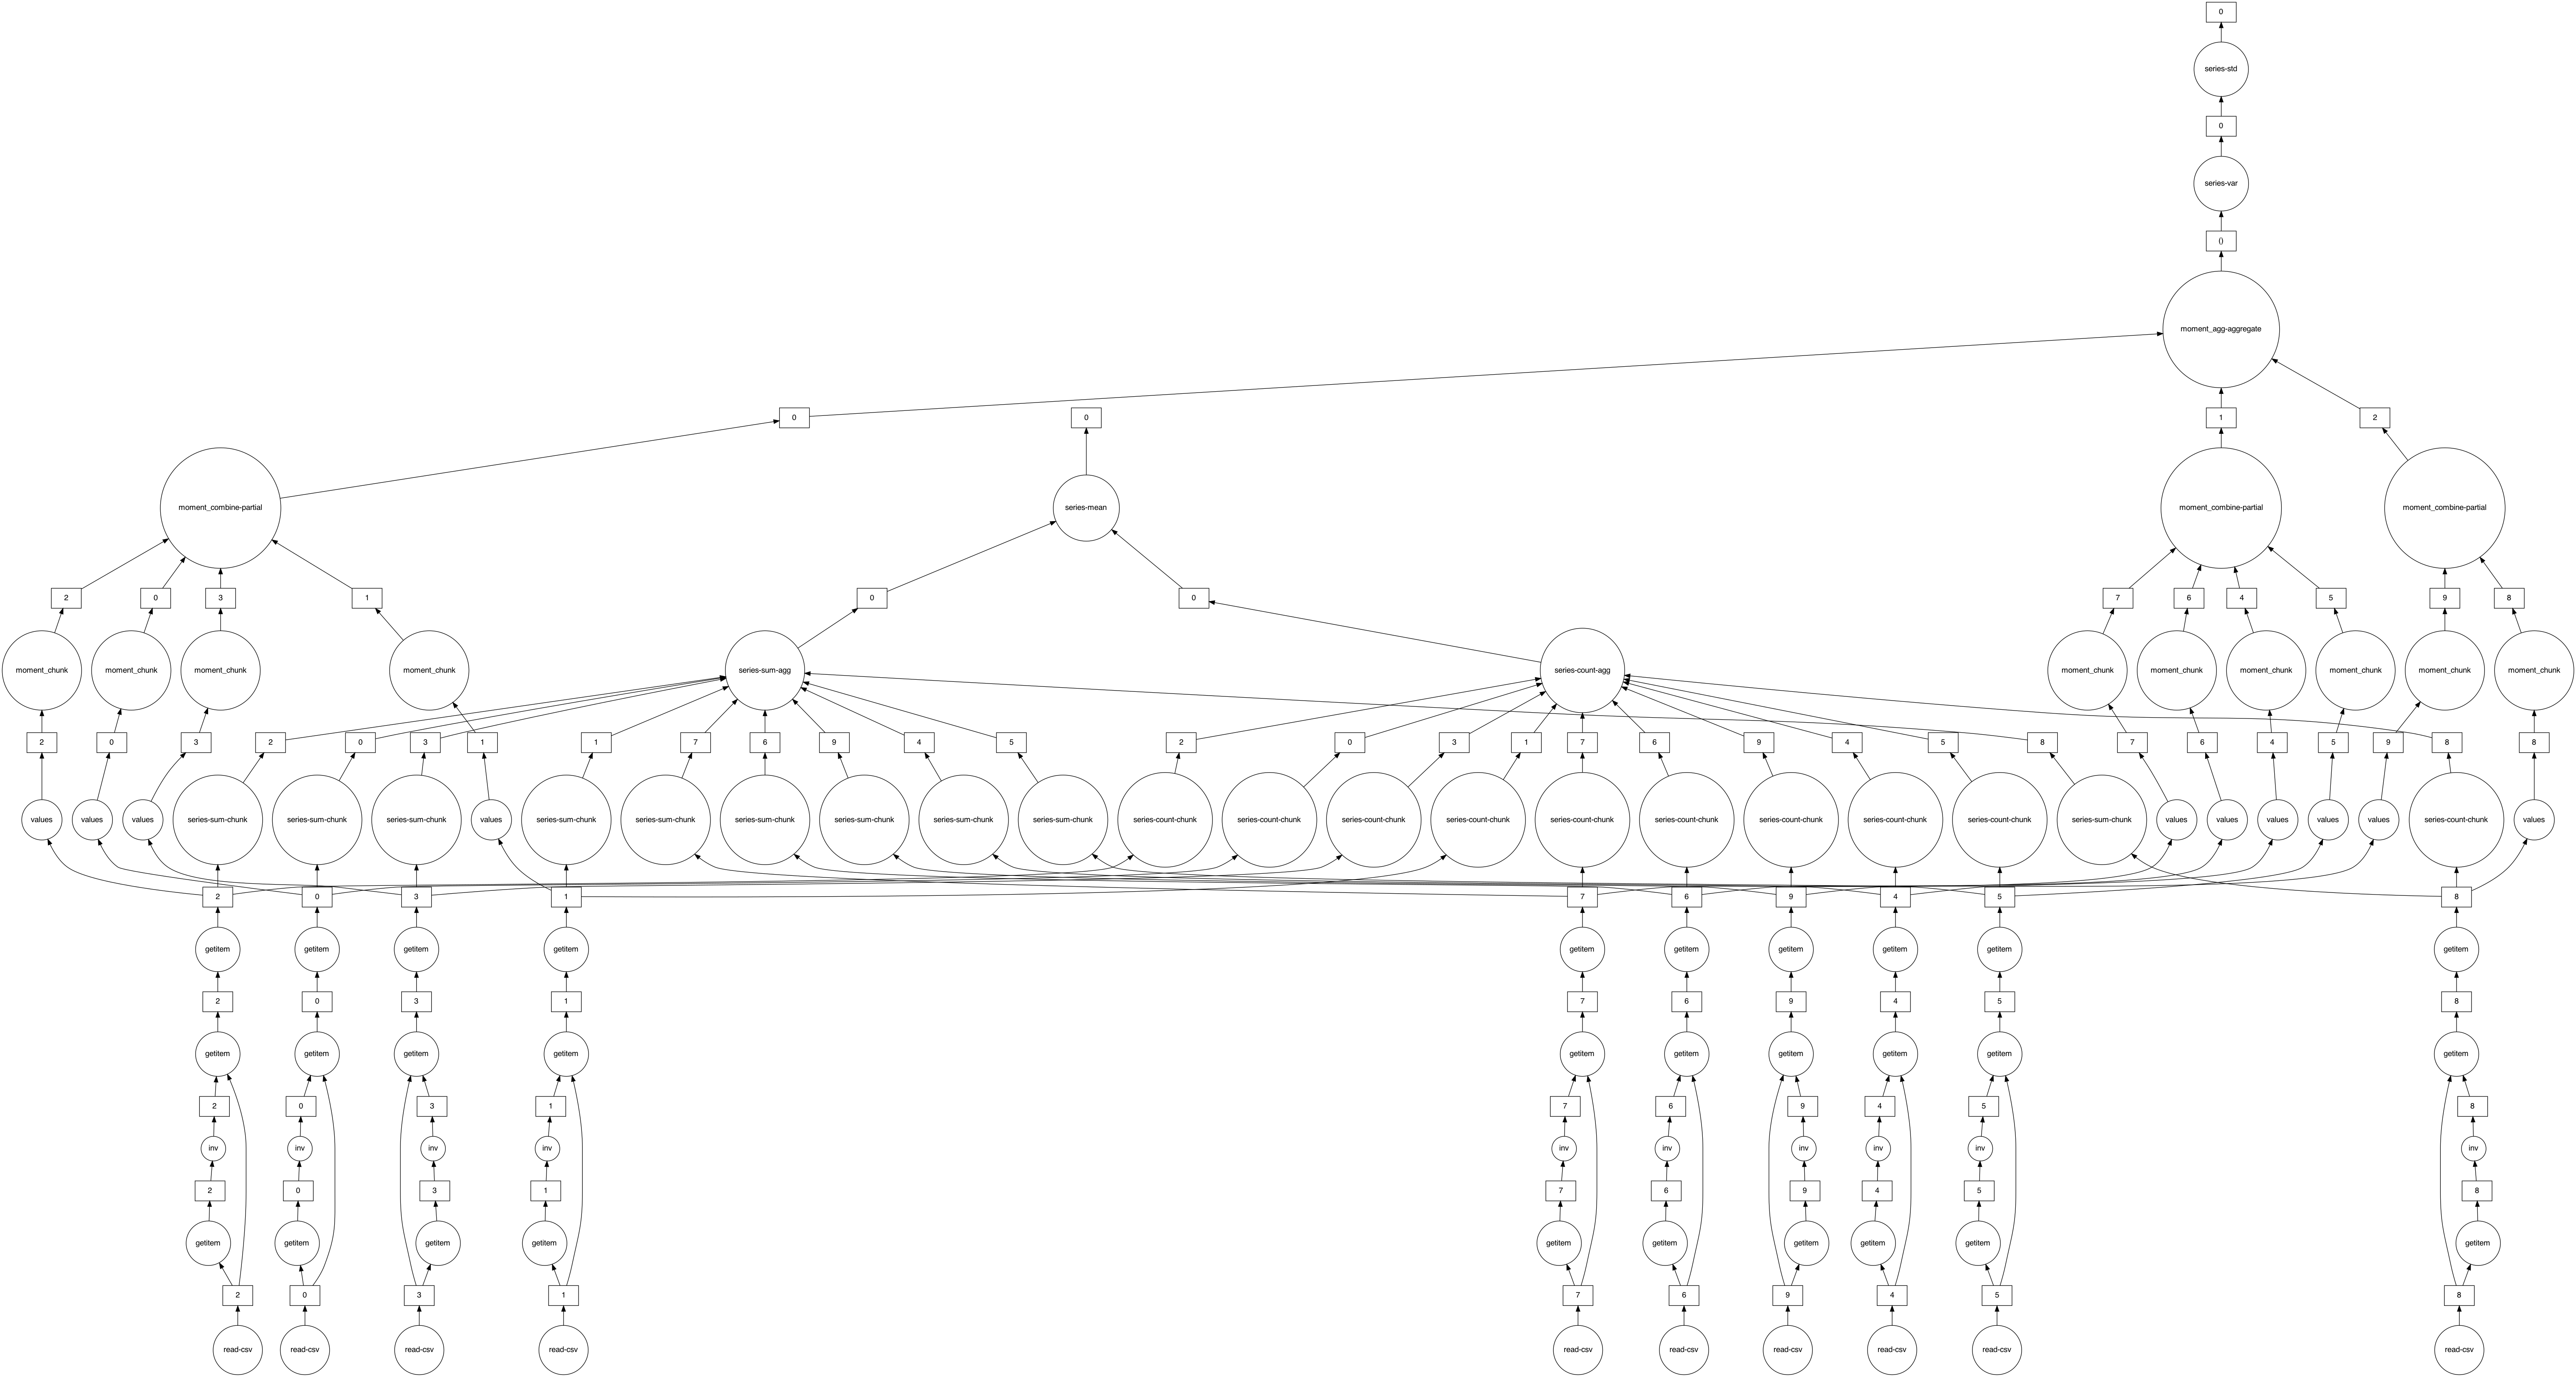 0
series-std
0
series-var
()
moment_agg-aggregate
0 0 1 2
moment_combine-partial series-mean moment_combine-partial moment_combine-partial
2 0 3 1 0 0 7 6 4 5 9 8
moment_chunk moment_chunk moment_chunk moment_chunk series-sum-agg series-count-agg moment_chunk moment_chunk moment_chunk moment_chunk moment_chunk moment_chunk
2 0 3 2 0 3 1 1 7 6 9 4 5 2 0 3 1 7 6 9 4 5 8 7 6 4 5 9 8 8
values values values series-sum-chunk series-sum-chunk series-sum-chunk values series-sum-chunk series-sum-chunk series-sum-chunk series-sum-chunk series-sum-chunk series-sum-chunk series-count-chunk series-count-chunk series-count-chunk series-count-chunk series-count-chunk series-count-chunk series-count-chunk series-count-chunk series-count-chunk series-sum-chunk values values values values values series-count-chunk values
2 0 3 1 7 6 9 4 5 8
getitem getitem getitem getitem getitem getitem getitem getitem getitem getitem
2 0 3 1 7 6 9 4 5 8
getitem getitem getitem getitem getitem getitem getitem getitem getitem getitem
2 0 3 1 7 6 9 4 5 8
inv inv inv inv inv inv inv inv inv inv
2 0 3 1 7 6 9 4 5 8
getitem getitem getitem getitem getitem getitem getitem getitem getitem getitem
2 0 3 1 7 6 9 4 5 8
read-csv read-csv read-csv read-csv read-csv read-csv read-csv read-csv read-csv read-csv